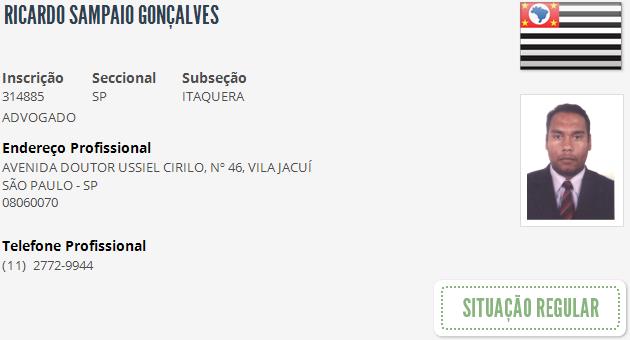 RICARDO SAMPAIO GONÇALVES
Inscrição Seccional Subseção
314885 SP ITAQUERA
ADVOGADO
Endereço Profissional
AVENIDA DOUTOR USSIEL CIRILO, Nº 46, VILA JACUÍ
SÃO PAULO - SP
08060070
Telefone Profissional
(11) 2772-9944
SITUAÇÃO REGULAR